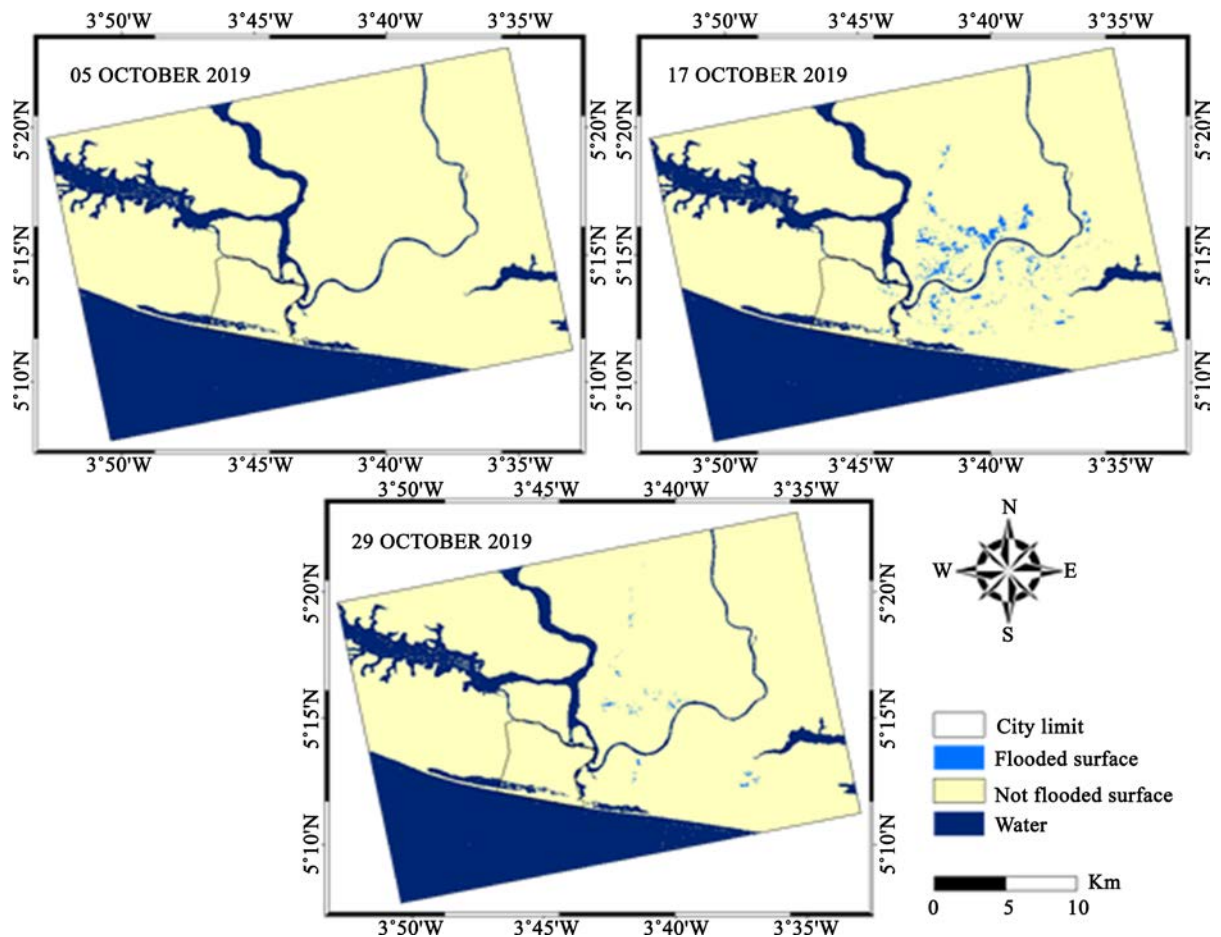 3°50'W 3°45'W 3°40'W 3°35'W
05 OCTOBER 2019
5°20'N 5°20'N
5°15'N 5°15'N
5°10'N 5°10'N
3°50'W 3°45'W 3°40'W 3°35'W
3°50'W 3°45'W 3°40'W 3°35'W
17 OCTOBER 2019
5°20'N 5°20'N
5°15'N 5°15'N
5°10'N 5°10'N
3°50'W 3°45'W 3°40'W 3°35'W
3°50'W 3°45'W 3°40'W 3°35'W
29 OCTOBER 2019
5°20'N 5°20'N
5°15'N 5°15'N
5°10'N 5°10'N
3°50'W 3°45'W 3°40'W 3°35'W
N
W E
S
City limit
Flooded surface
Not flooded surface
Water
Km
0 5 10